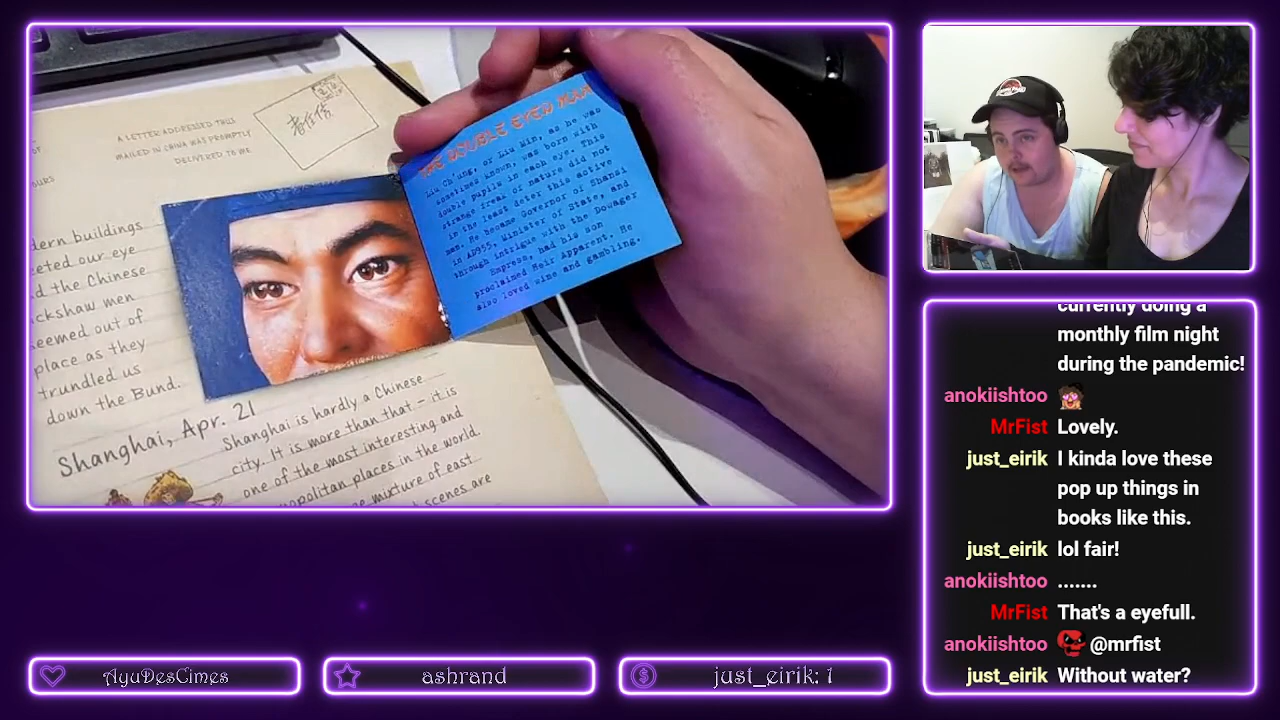 A LETTER ADDRESSED THUS
MAILED IN CHINA WAS PROMPTLY
DELIVERED TO ME
OURS
dern buildings
eeted our eye
d the Chinese
ickshaw men
seemed out of
place as they
trundled us
down the Bund.
THE DOUBLE EYED MAN
Liu Ch'ung, or Liu Min, as he was
sometimes known, was born with
double pupils in each eye. This
strange freak of nature did not
in the least deter this active
man. He became Governor of Shansi
in AD955, Minister of State, and
through intrigue with the Dowager
Empress, had his son
proclaimed Heir Apparent. He
also loved wine and gambling.
Shanghai, Apr. 21
Shanghai is hardly a Chinese
city. It is more than that - it is
one of the most interesting and
mopolitan places in the world.
mixture of east
scenes are
currently doing a
monthly film night
during the pandemic!
anokiishtoo
MrFist Lovely.
just_eirik I kinda love these
pop up things in
books like this.
just_eirik lol fair!
anokiishtoo .......
MrFist That's a eyefull.
anokiishtoo @mrfist
just_eirik Without water?
AyuDesCimes
ashrand
just_eirik: 1